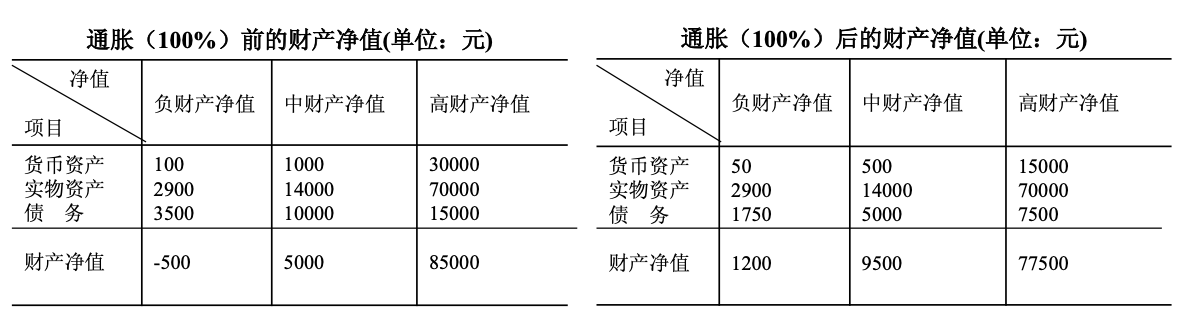 通胀（100%）前的财产净值(单位：元)
净值
项目
负财产净值 中财产净值 高财产净值
货币资产 100 1000 30000
实物资产 2900 14000 70000
债 务 3500 10000 15000
财产净值 -500 5000 85000
通胀（100%）后的财产净值(单位：元)
净值
项目
负财产净值 中财产净值 高财产净值
货币资产 50 500 15000
实物资产 2900 14000 70000
债 务 1750 5000 7500
财产净值 1200 9500 77500